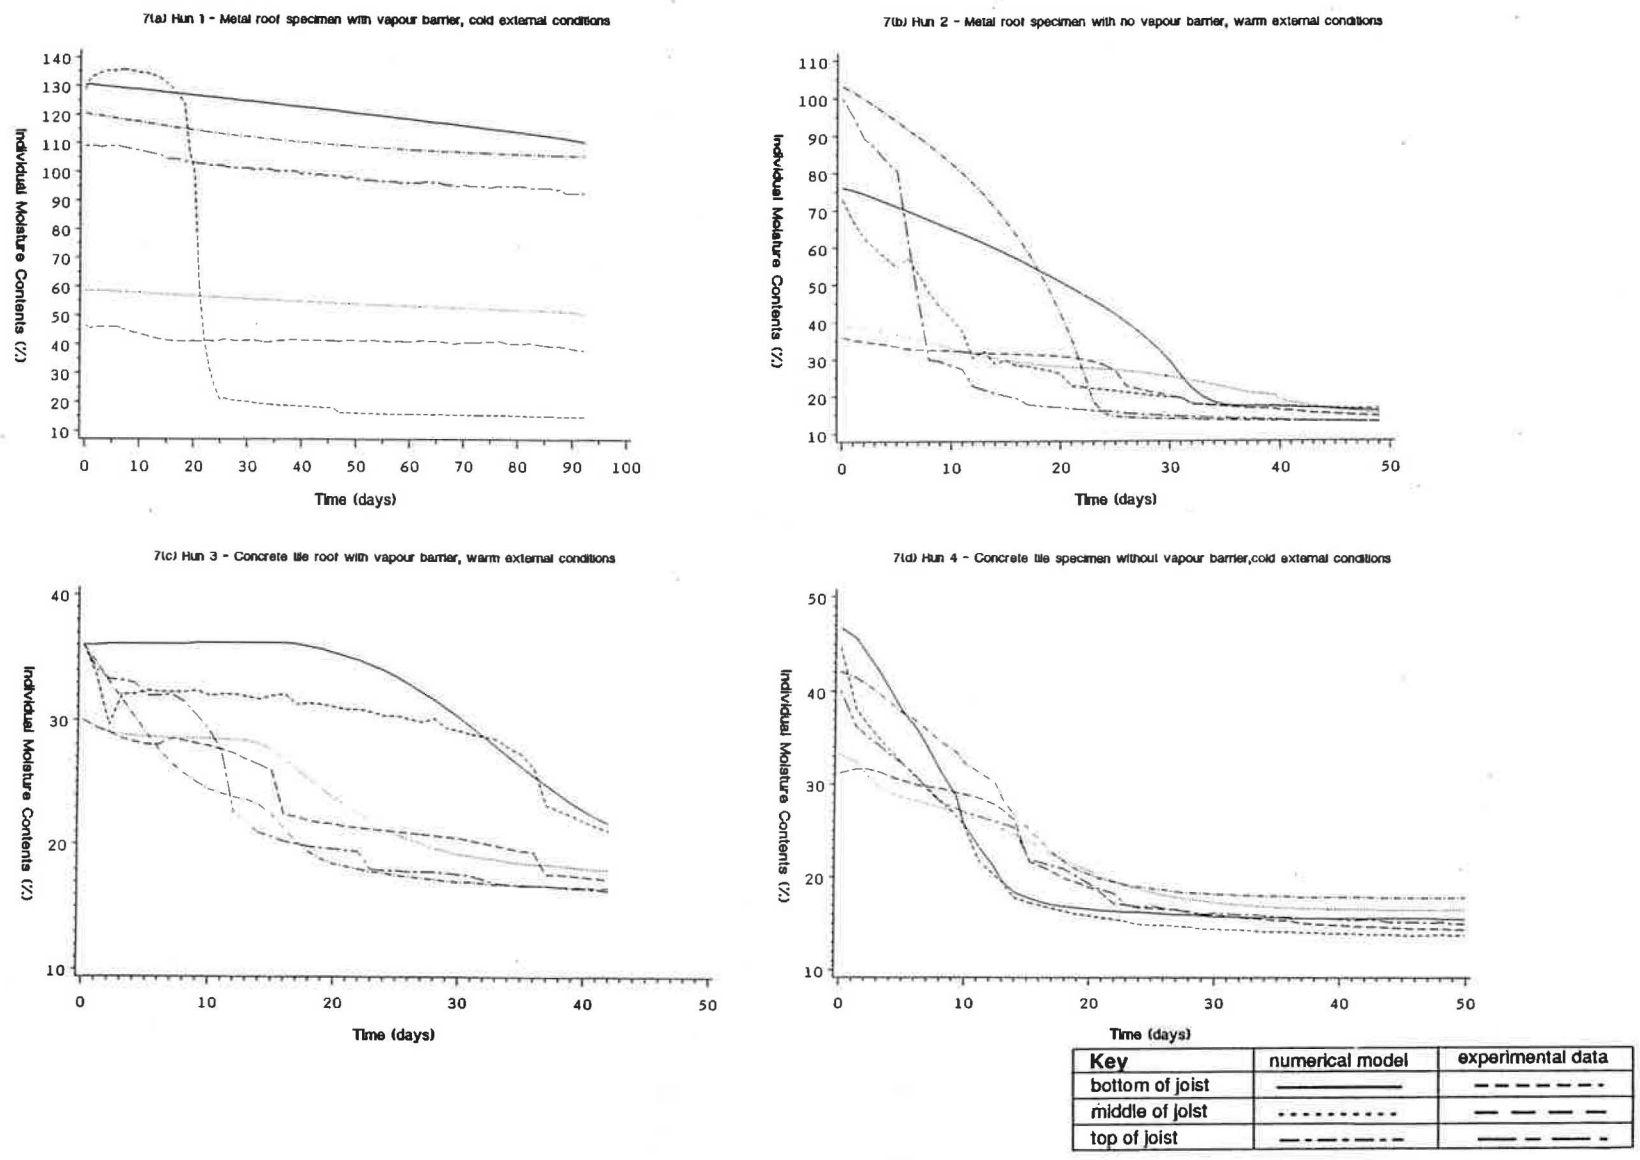 7(a) Run 1 - Metal roof specimen with vapour barrier, cold external conditions
140
130
120
110
100
90
80
70
60
50
40
30
20
10
Individual Moisture Contents (%)
0 10 20 30 40 50 60 70 80 90 100
Time (days)
7(b) Run 2 - Metal roof specimen with no vapour barrier, warm external conditions
110
100
90
80
70
60
50
40
30
20
10
Individual Moisture Contents (%)
0 10 20 30 40 50
Time (days)
7(c) Run 3 - Concrete tile roof with vapour barrier, warm external conditions
40
30
20
10
Individual Moisture Contents (%)
0 10 20 30 40 50
Time (days)
7(d) Run 4 - Concrete tile specimen without vapour barrier,cold external conditions
50
40
30
20
10
Individual Moisture Contents (%)
0 10 20 30 40 50
Time (days)
Key numerical model experimental data
bottom of joist
middle of joist
top of joist